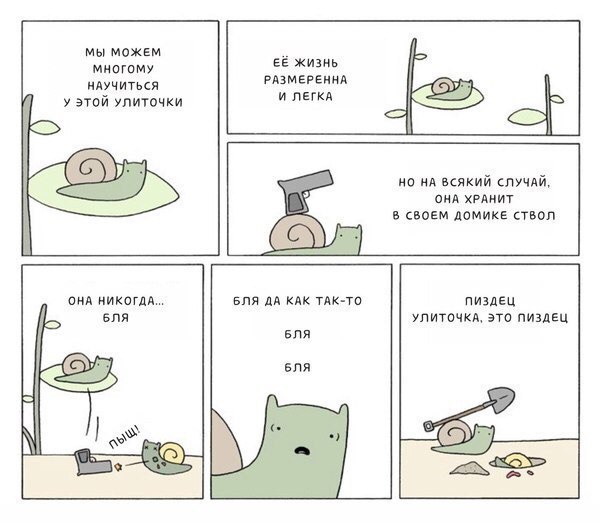 МЫ МОЖЕМ
МНОГОМУ
НАУЧИТЬСЯ
У ЭТОЙ УЛИТОЧКИ
ЕЁ ЖИЗНЬ
РАЗМЕРЕННА
И ЛЕГКА
НО НА ВСЯКИЙ СЛУЧАЙ,
ОНА ХРАНИТ
В СВОЕМ ДОМИКЕ СТВОЛ
ОНА НИКОГДА...
БЛЯ
ПЫЩ!
БЛЯ ДА КАК ТАК-ТО
БЛЯ
БЛЯ
ПИЗДЕЦ
УЛИТОЧКА, ЭТО ПИЗДЕЦ